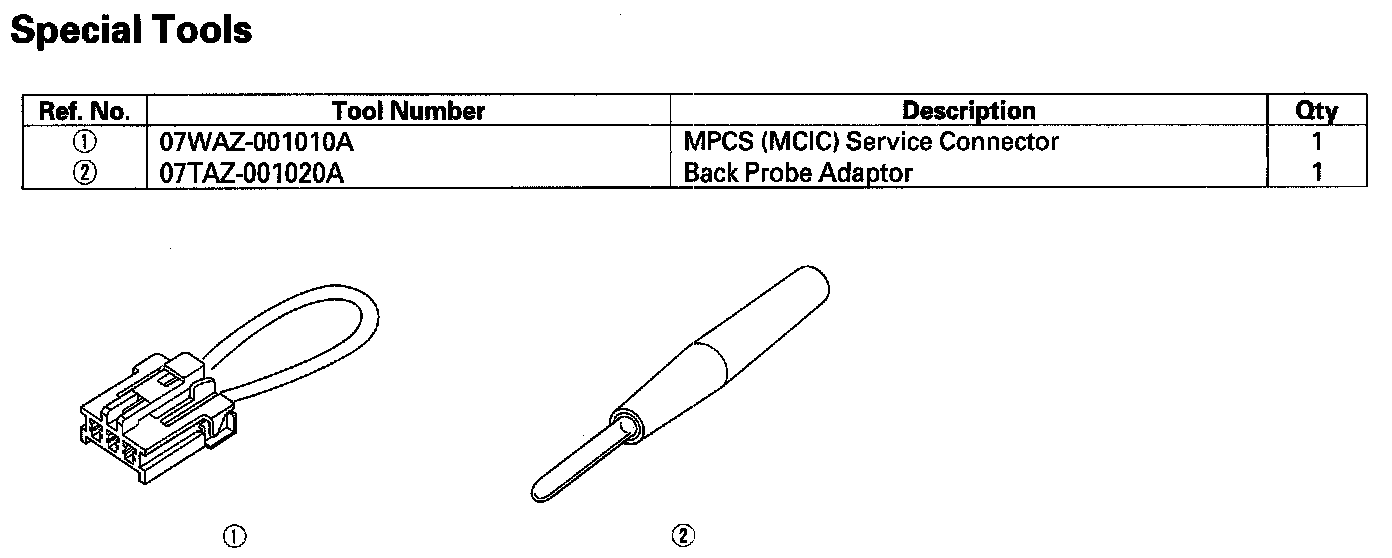 Special Tools
Ref. No. Tool Number Description Qty
① 07WAZ-001010A MPCS (MCIC) Service Connector 1
② 07TAZ-001020A Back Probe Adaptor 1
① ②